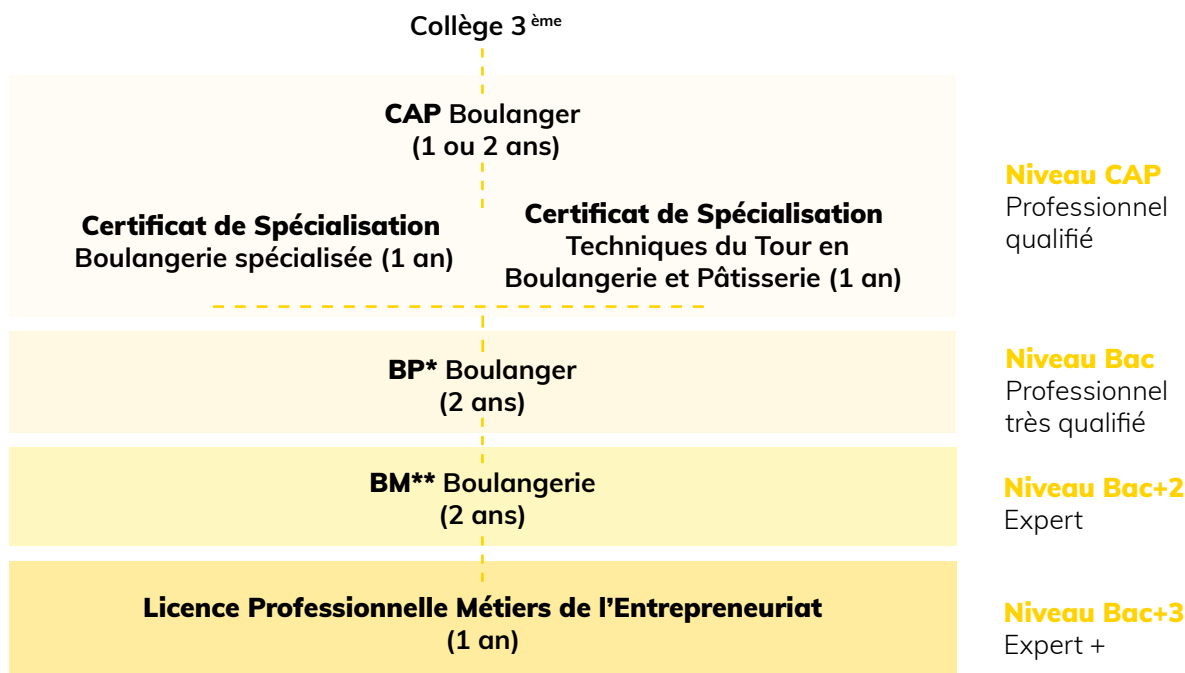 Collège 3 ème
CAP Boulanger
(1 ou 2 ans)
Certificat de Spécialisation
Boulangerie spécialisée (1 an)
Certificat de Spécialisation
Techniques du Tour en
Boulangerie et Pâtisserie (1 an)
Niveau CAP
Professionnel
qualifié
BP* Boulanger
(2 ans)
Niveau Bac
Professionnel
très qualifié
BM** Boulangerie
(2 ans)
Niveau Bac+2
Expert
Licence Professionnelle Métiers de l’Entrepreneuriat
(1 an)
Niveau Bac+3
Expert +